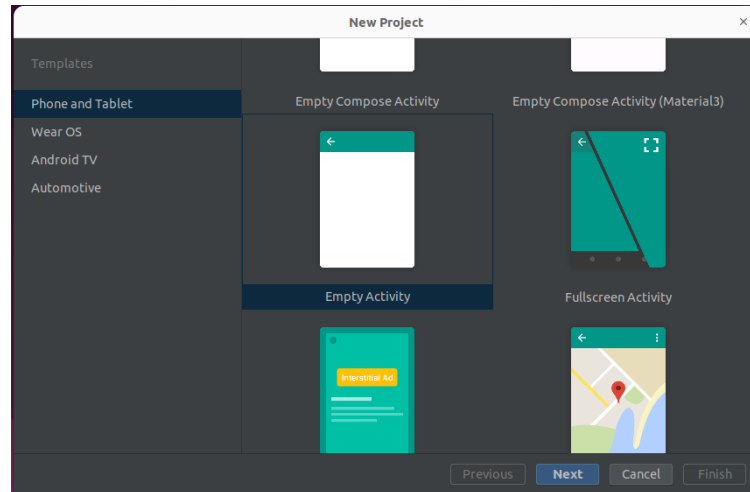 New Project
Templates
Phone and Tablet
Wear OS
Android TV
Automotive
Empty Compose Activity
Empty Compose Activity (Material3)
Empty Activity
Fullscreen Activity
Interstitial Ad
Previous
Next
Cancel
Finish